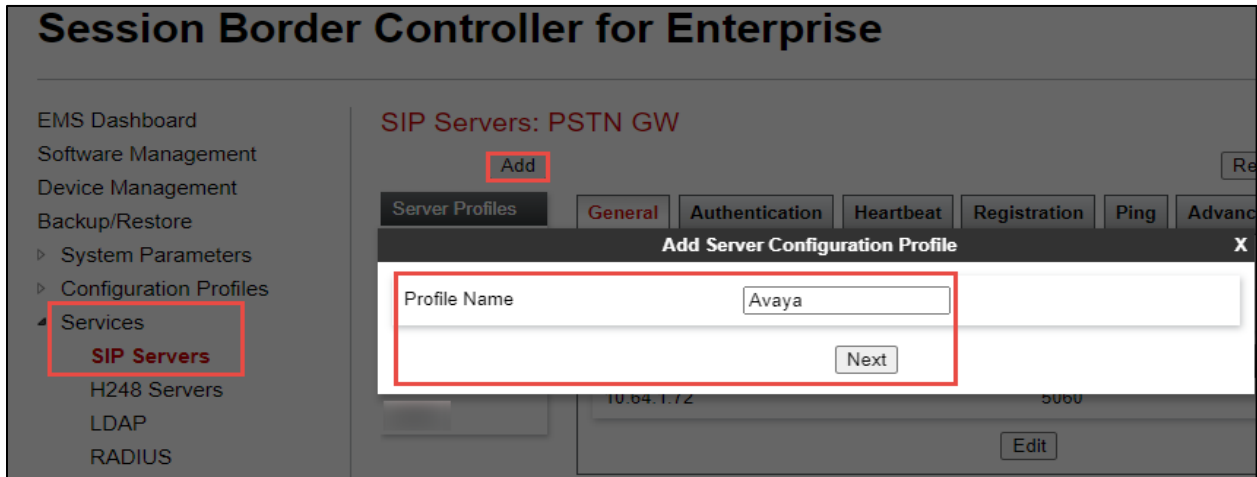 Session Border Controller for Enterprise
EMS Dashboard
Software Management
Device Management
Backup/Restore
System Parameters
Configuration Profiles
Services
SIP Servers
H248 Servers
LDAP
RADIUS
SIP Servers: PSTN GW
Add
Re
Server Profiles
General Authentication Heartbeat Registration Ping Advanc
Add Server Configuration Profile X
Profile Name Avaya
Next
10.64.1.72 5060
Edit